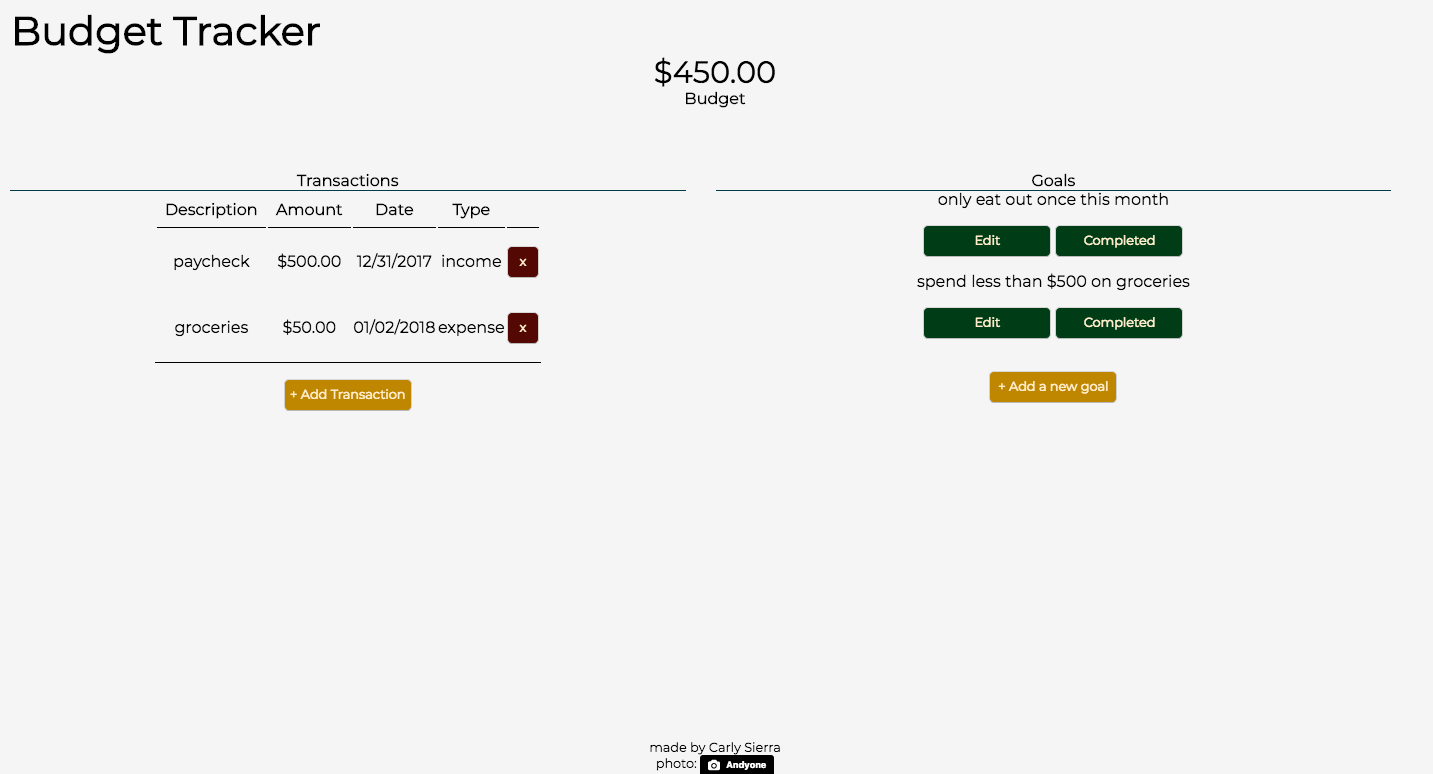 Budget Tracker
$450.00
Budget
Transactions
Description Amount Date Type
paycheck $500.00 12/31/2017 income x
groceries $50.00 01/02/2018 expense x
+ Add Transaction
Goals
only eat out once this month
Edit Completed
spend less than $500 on groceries
Edit Completed
+ Add a new goal
made by Carly Sierra
photo: Andyone